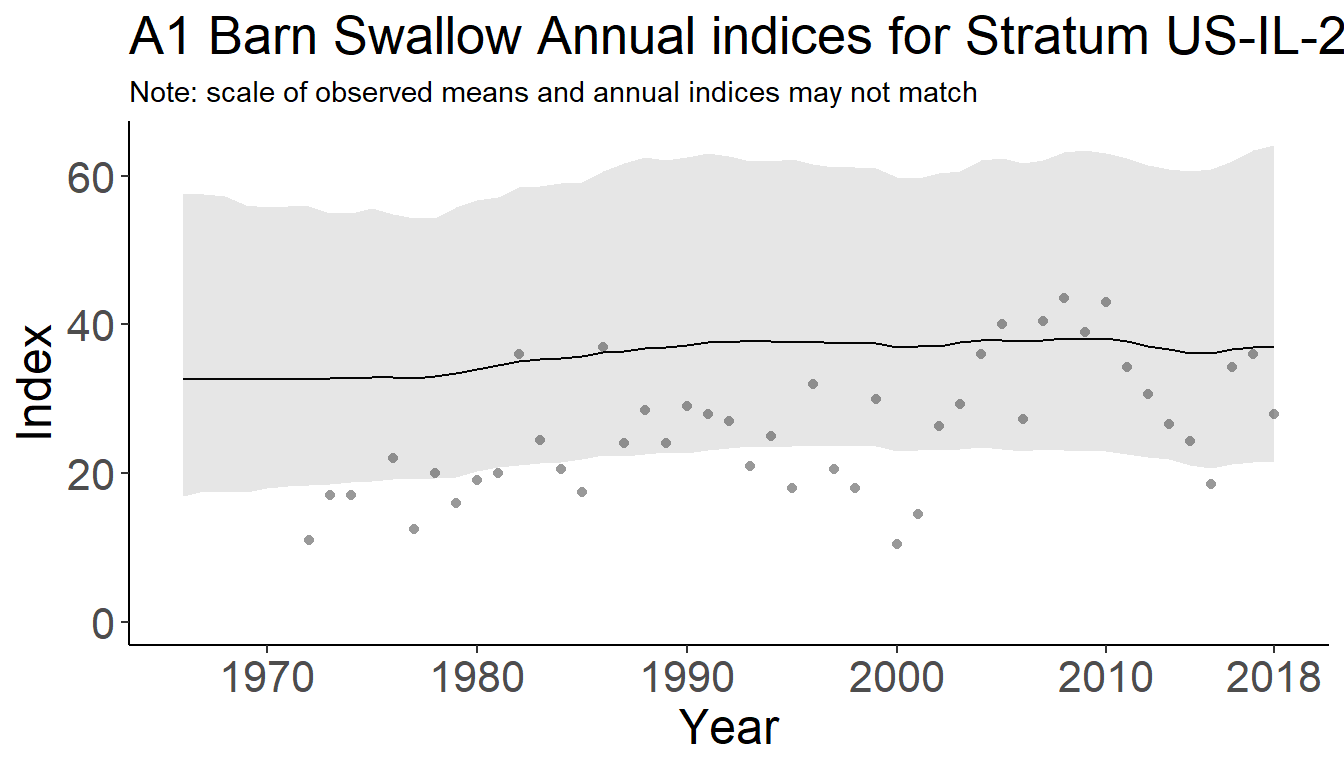 A1 Barn Swallow Annual indices for Stratum US-IL-2
Note: scale of observed means and annual indices may not match
60
40
20
0
Index
1970 1980 1990 2000 2010 2018
Year